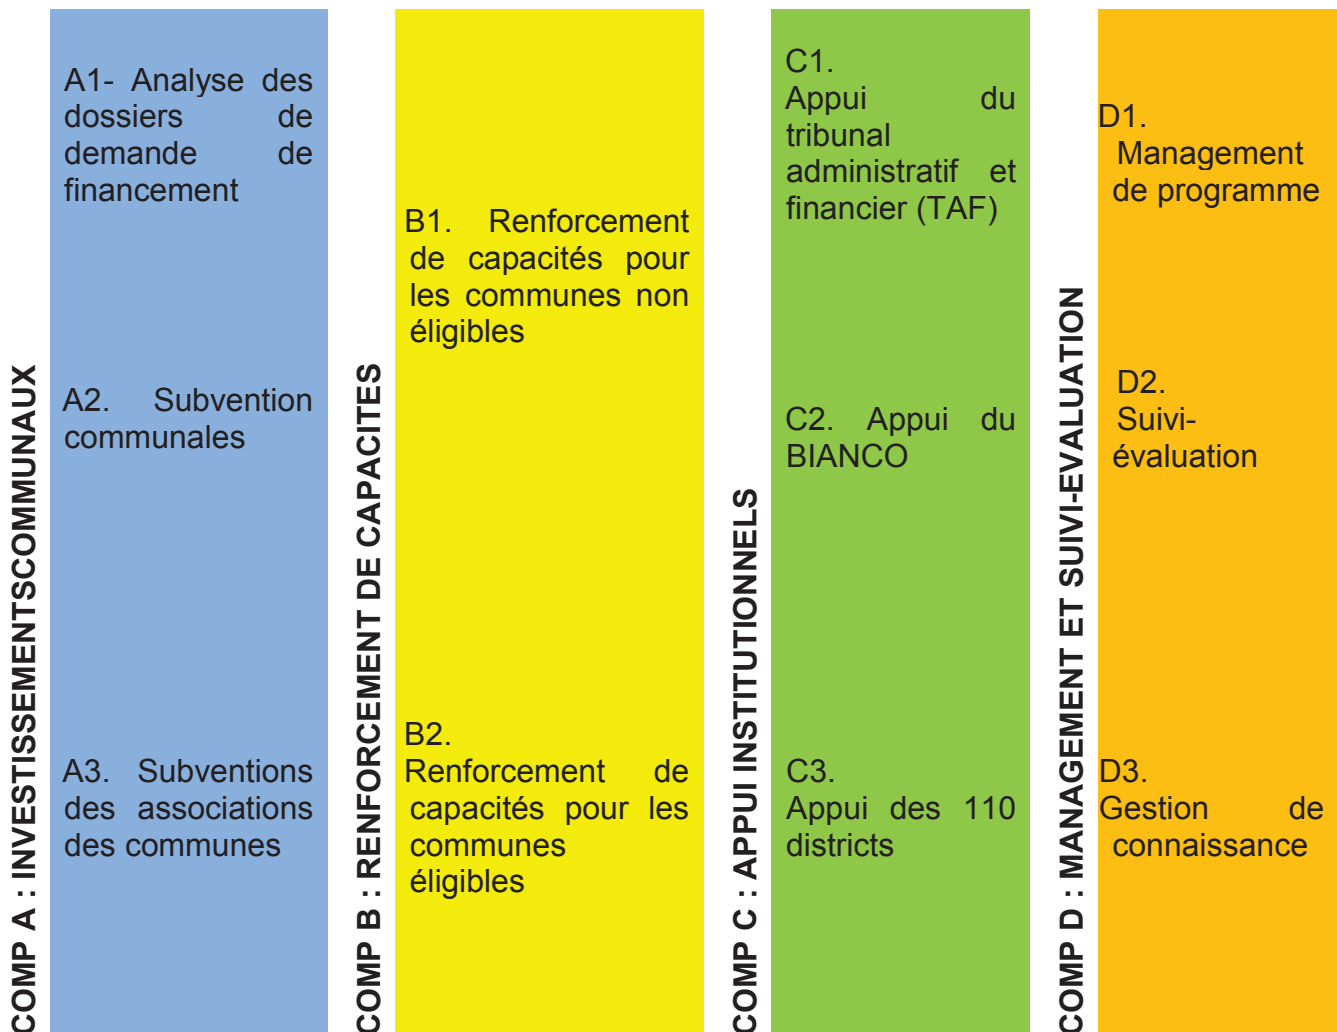 COMP A : INVESTISSEMENTSCOMMUNAUX
A1- Analyse des
dossiers de
demande de
financement
A2. Subvention
communales
A3. Subventions
des associations
des communes
COMP B : RENFORCEMENT DE CAPACITES
B1. Renforcement
de capacités pour
les communes non
éligibles
B2.
Renforcement de
capacités pour les
communes
éligibles
COMP C : APPUI INSTITUTIONNELS
C1.
Appui du
tribunal
administratif et
financier (TAF)
C2. Appui du
BIANCO
C3.
Appui des 110
districts
COMP D : MANAGEMENT ET SUIVI-EVALUATION
D1.
Management
de programme
D2.
Suivi-
évaluation
D3.
Gestion de
connaissance